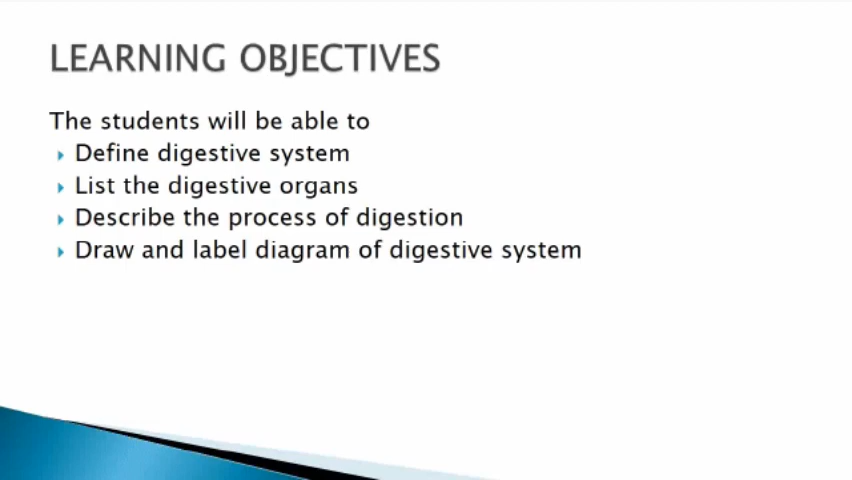 LEARNING OBJECTIVES
The students will be able to
Define digestive system
List the digestive organs
Describe the process of digestion
Draw and label diagram of digestive system